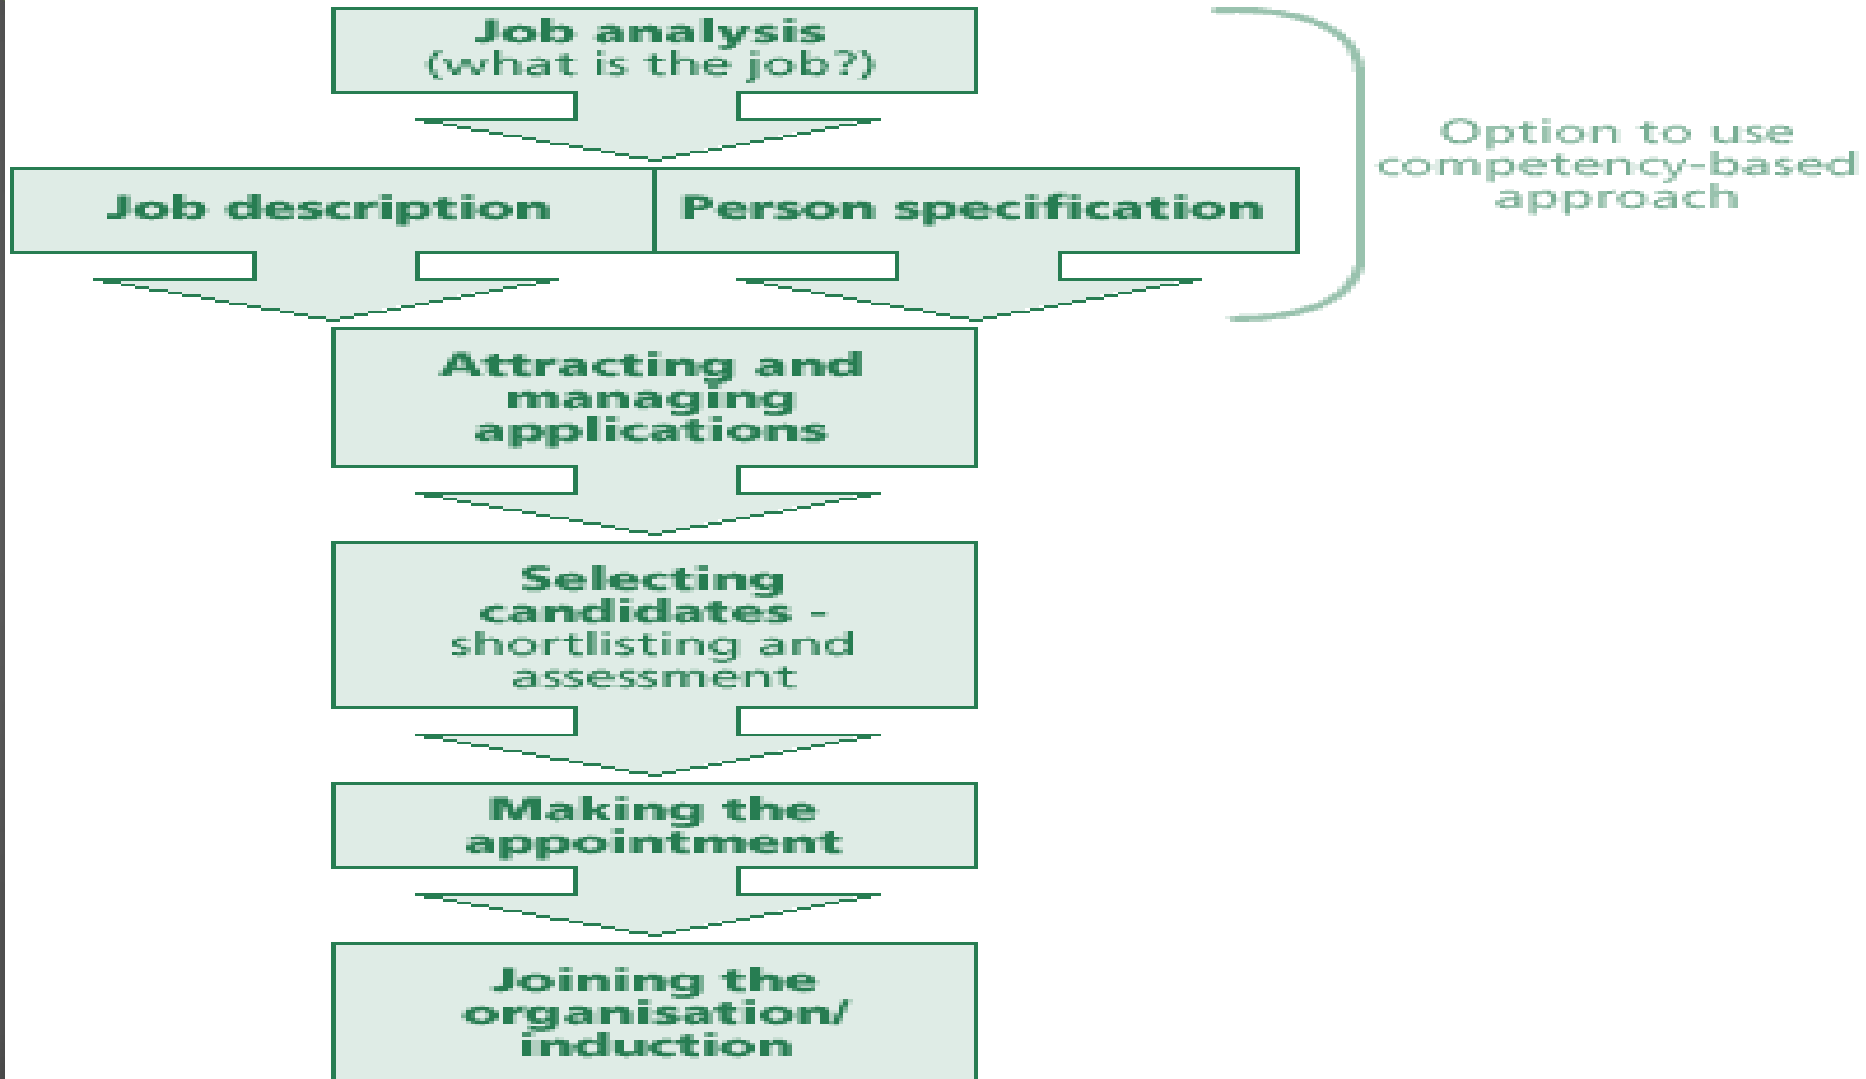 Job analysis
(what is the job?)
Option to use
competency-based
approach
Job description
Person specification
Attracting and
managing
applications
Selecting
candidates -
shortlisting and
assessment
Making the
appointment
Joining the
organisation/
induction